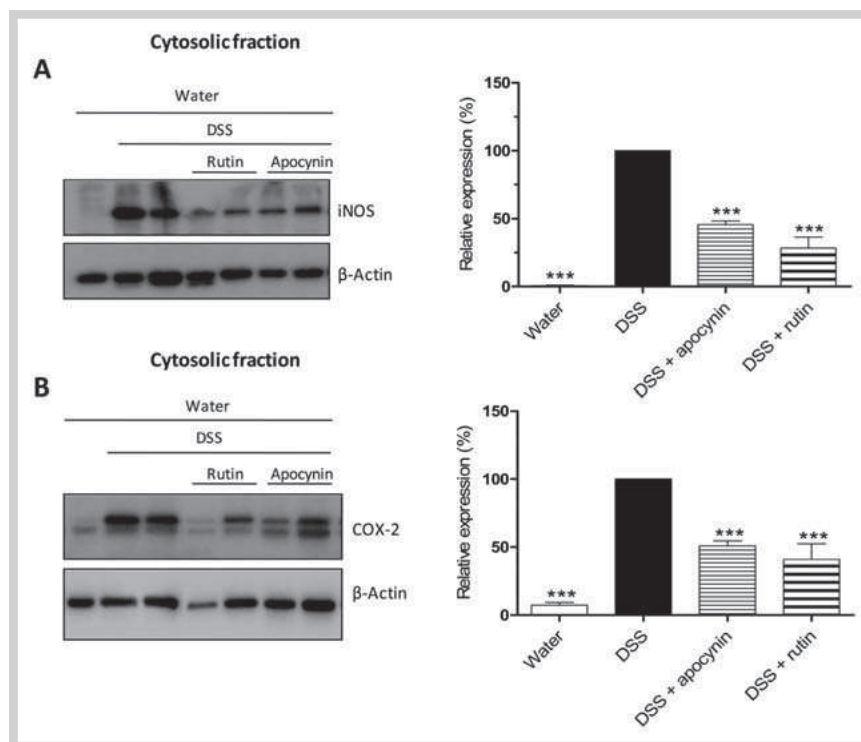 Cytosolic fraction
A
Water
DSS
Rutin Apocynin
iNOS
β-Actin
Relative expression (%)
150
100
50
0
***
***
***
Water
DSS
DSS + apocynin
DSS + rutin
Cytosolic fraction
B
Water
DSS
Rutin Apocynin
COX-2
β-Actin
Relative expression (%)
150
100
50
0
***
***
***
Water
DSS
DSS + apocynin
DSS + rutin